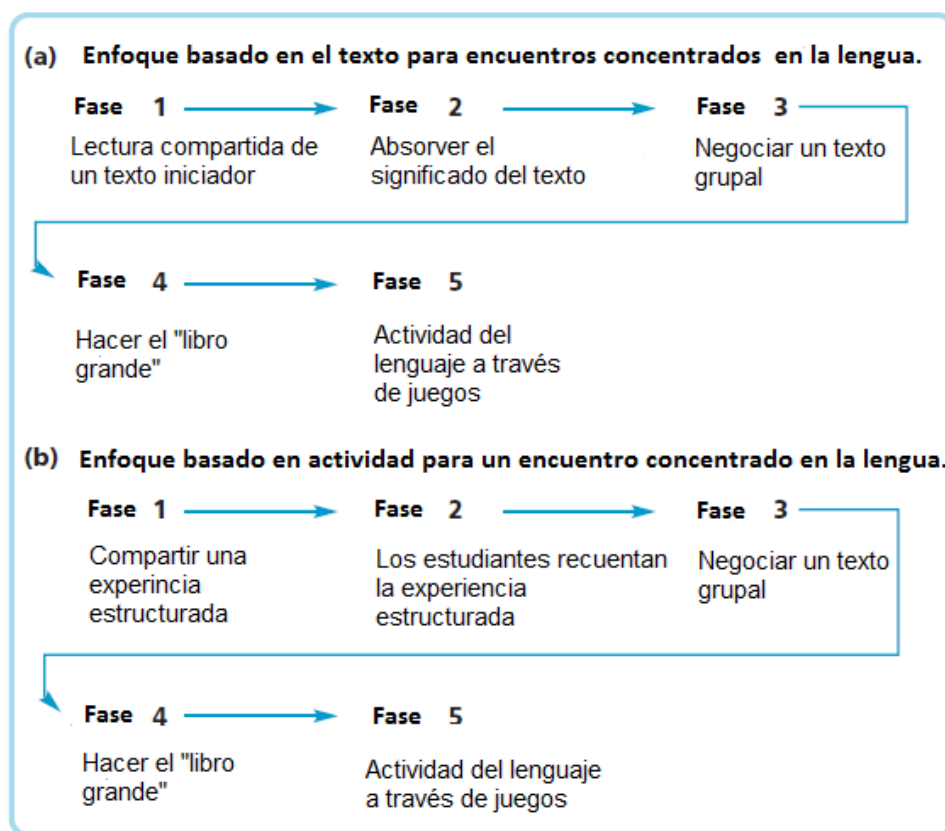 (a) Enfoque basado en el texto para encuentros concentrados en la lengua.
Fase 1 Fase 2 Fase 3
Lectura compartida de
un texto iniciador
Absorver el
significado del texto
Negociar un texto
grupal
Fase 4 Fase 5
Hacer el "libro
grande"
Actividad del
lenguaje a través
de juegos
(b) Enfoque basado en actividad para un encuentro concentrado en la lengua.
Fase 1 Fase 2 Fase 3
Compartir una
experincia
estructurada
Los estudiantes recuentan
la experiencia
estructurada
Negociar un texto
grupal
Fase 4 Fase 5
Hacer el "libro
grande"
Actividad del lenguaje
a través de juegos